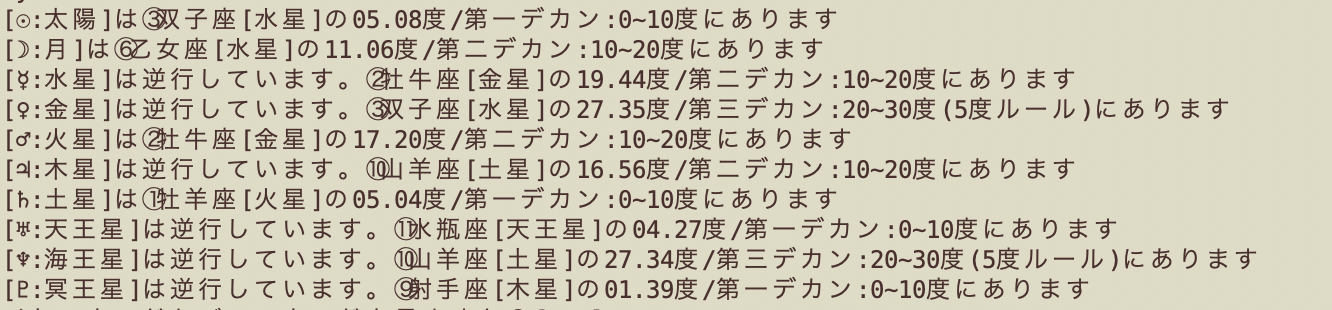 [☉:太陽]は③双子座[水星]の05.08度/第一デカン:0~10度にあります
[☽:月]は⑥乙女座[水星]の11.06度/第二デカン:10~20度にあります
[☿:水星]は逆行しています。②牡牛座[金星]の19.44度/第二デカン:10~20度にあります
[♀:金星]は逆行しています。③双子座[水星]の27.35度/第三デカン:20~30度(5度ルール)にあります
[♂:火星]は②牡牛座[金星]の17.20度/第二デカン:10~20度にあります
[♃:木星]は逆行しています。⑩山羊座[土星]の16.56度/第二デカン:10~20度にあります
[♄:土星]は①牡羊座[火星]の05.04度/第一デカン:0~10度にあります
[♅:天王星]は逆行しています。⑪水瓶座[天王星]の04.27度/第一デカン:0~10度にあります
[♆:海王星]は逆行しています。⑩山羊座[土星]の27.34度/第三デカン:20~30度(5度ルール)にあります
[♇:冥王星]は逆行しています。⑨射手座[木星]の01.39度/第一デカン:0~10度にあります